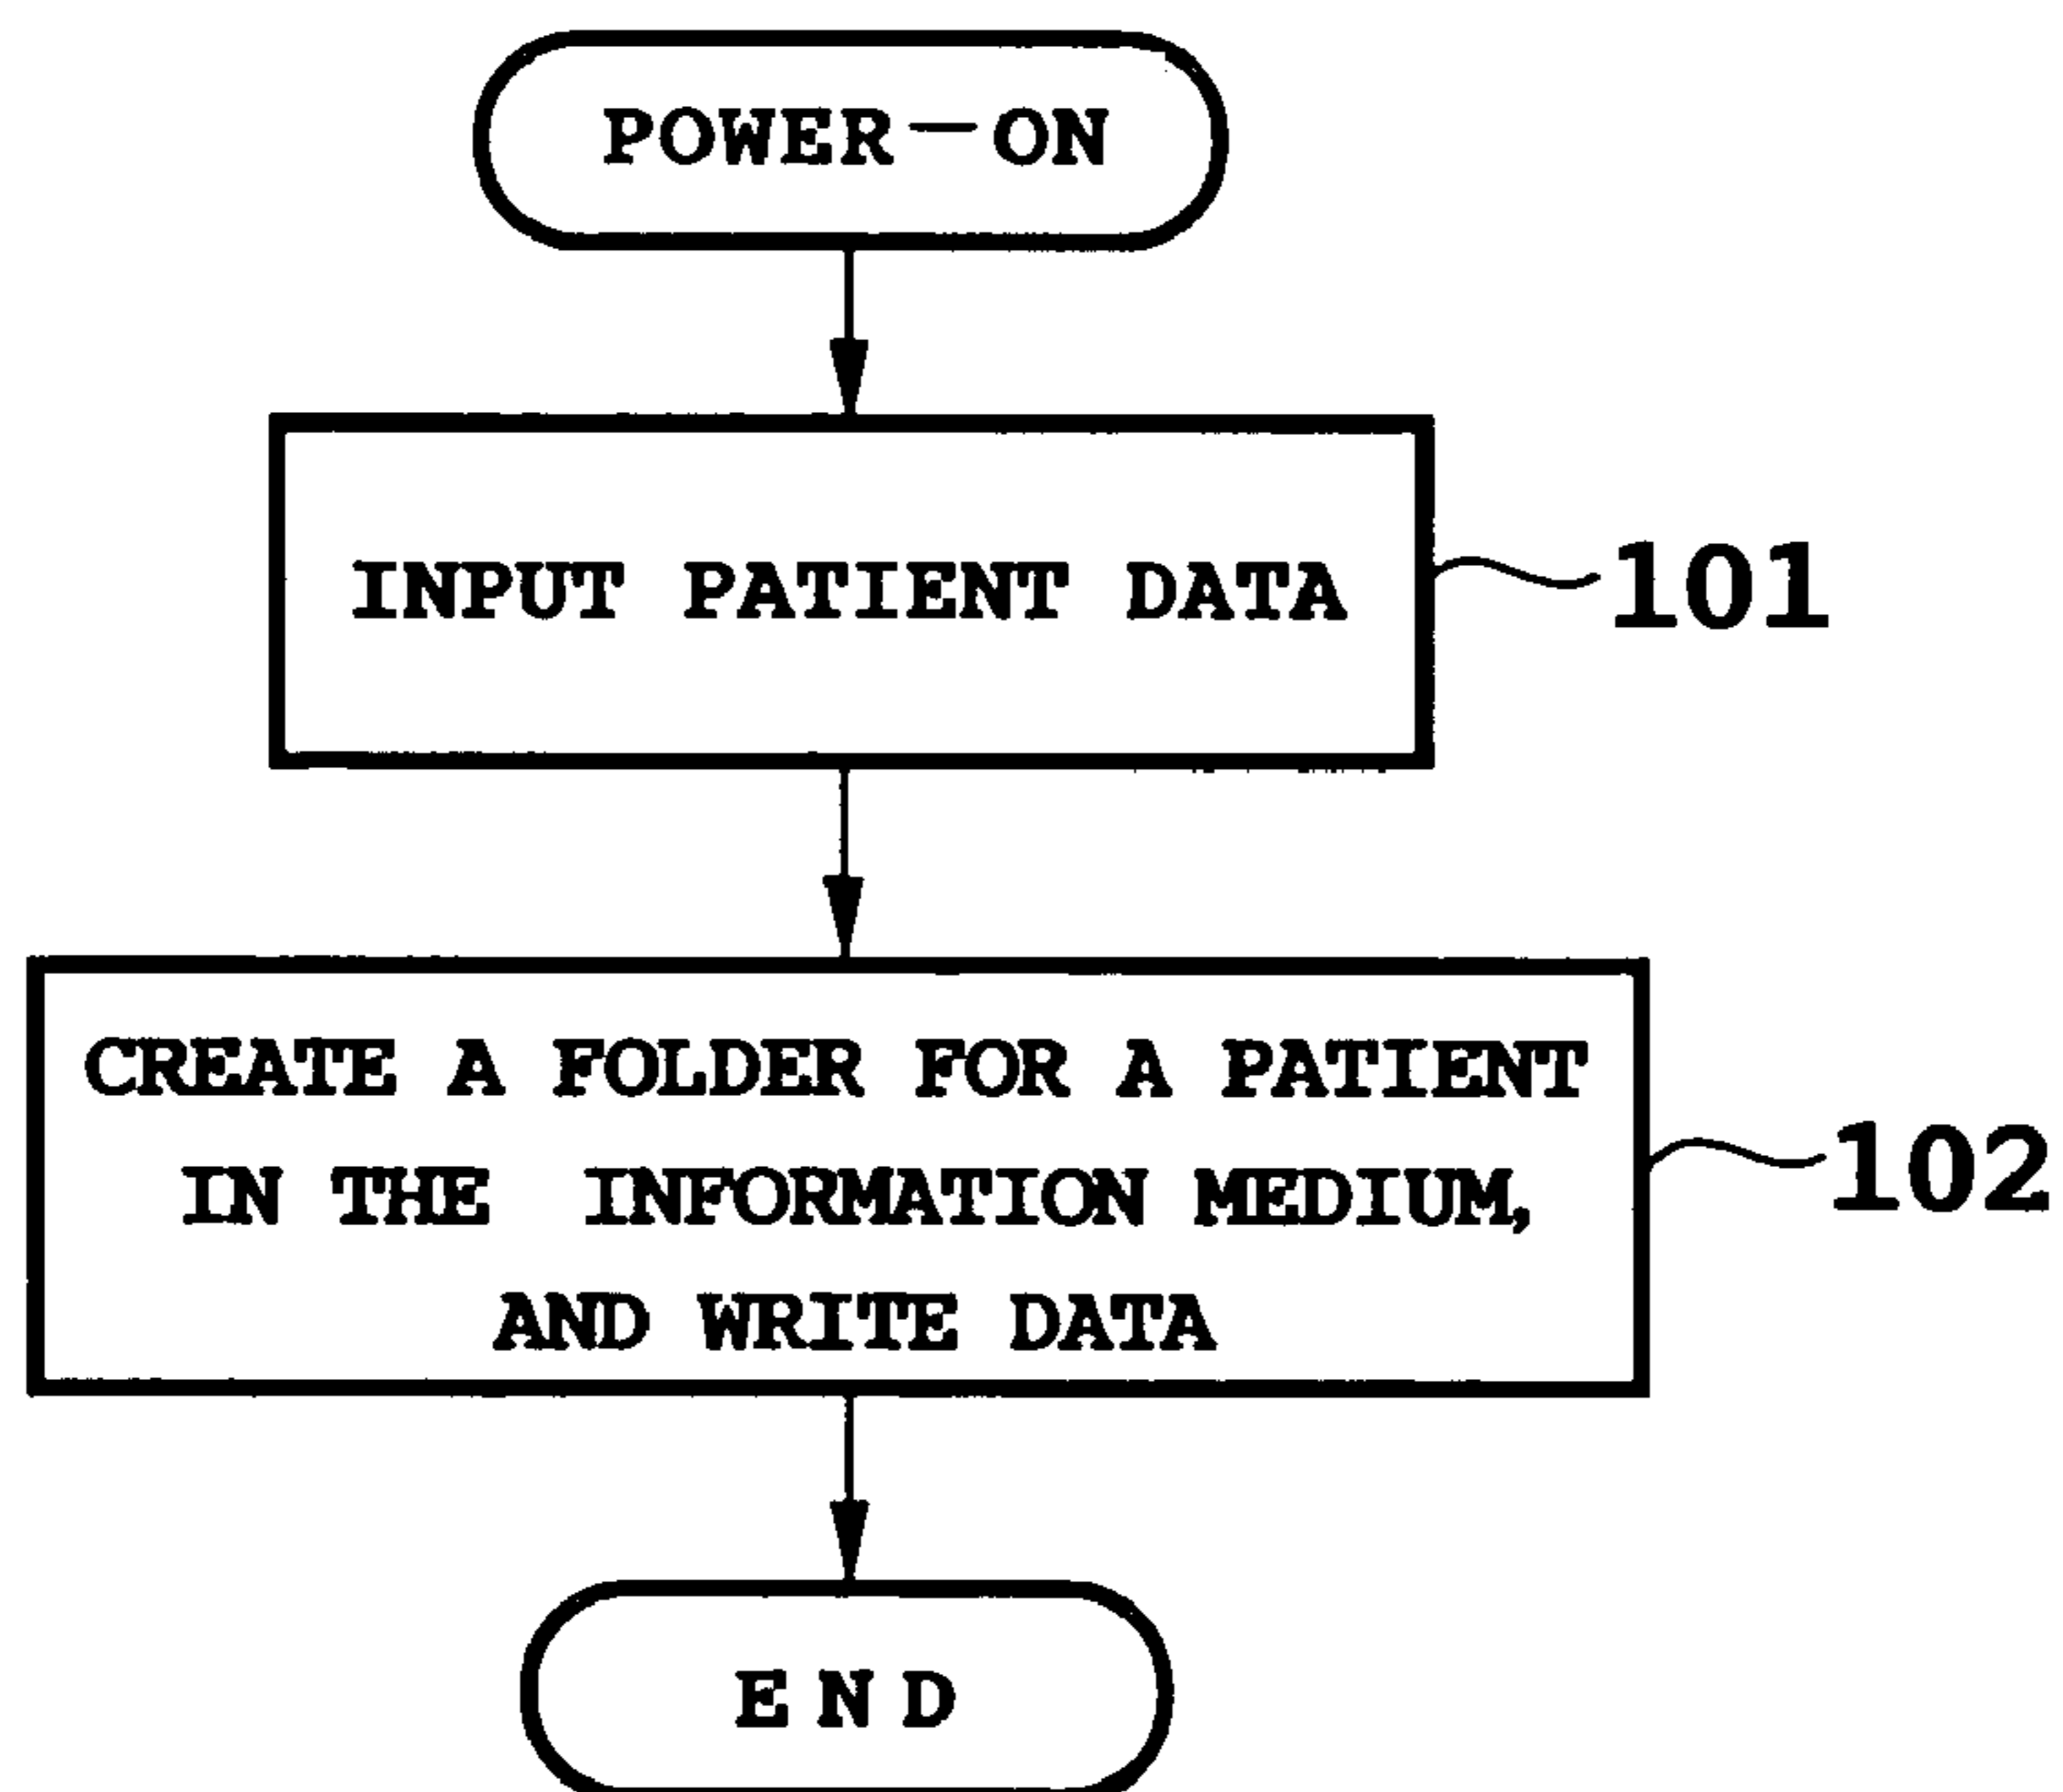 POWER—ON
INPUT PATIENT DATA
101
CREATE A FOLDER FOR A PATIENT
IN THE INFORMATION MEDIUM,
AND WRITE DATA
102
END